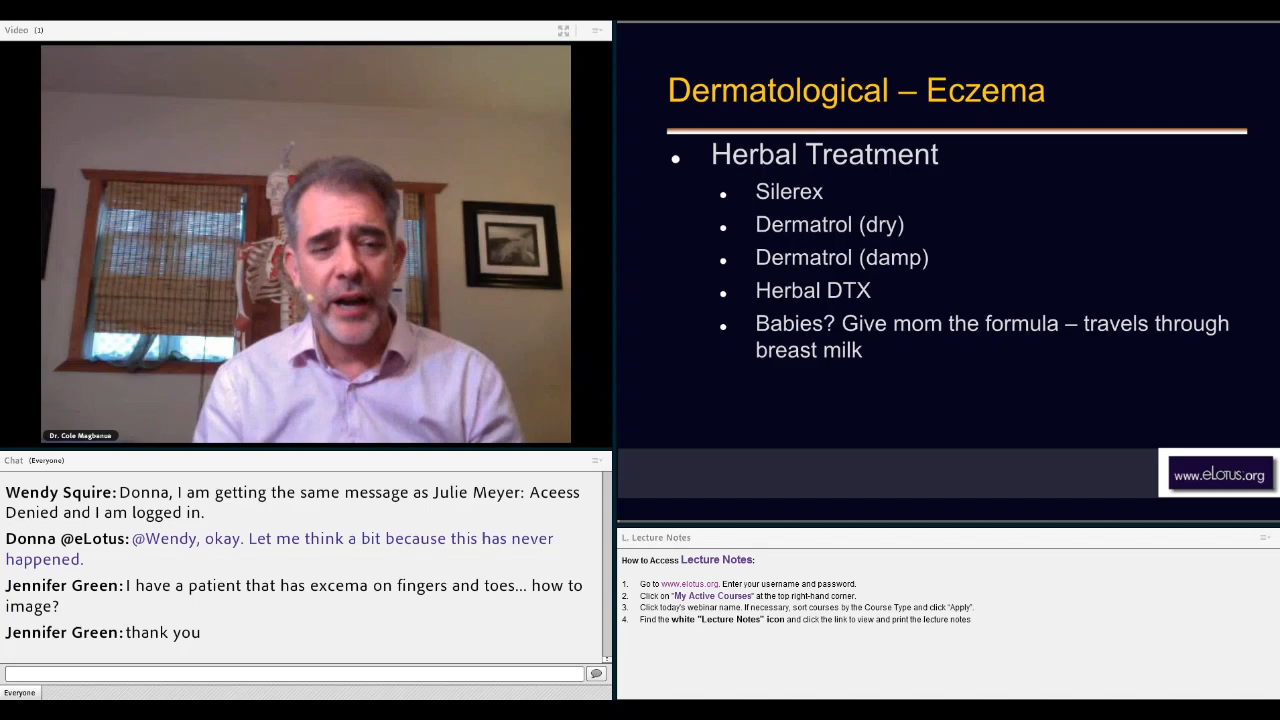 Video (1)
Dr. Cole Magbanua
Chat (Everyone)
Wendy Squire: Donna, I am getting the same message as Julie Meyer: Aceess
Denied and I am logged in.
Donna @eLotus: @Wendy, okay. Let me think a bit because this has never
happened.
Jennifer Green: I have a patient that has excema on fingers and toes... how to
image?
Jennifer Green: thank you
Everyone
Dermatological – Eczema
• Herbal Treatment
• Silerex
• Dermatrol (dry)
• Dermatrol (damp)
• Herbal DTX
• Babies? Give mom the formula – travels through
breast milk
www.eLotus.org
L. Lecture Notes
How to Access Lecture Notes:
1. Go to www.elotus.org. Enter your username and password.
2. Click on "My Active Courses" at the top right-hand corner.
3. Click today's webinar name. If necessary, sort courses by the Course Type and click "Apply".
4. Find the white "Lecture Notes" icon and click the link to view and print the lecture notes